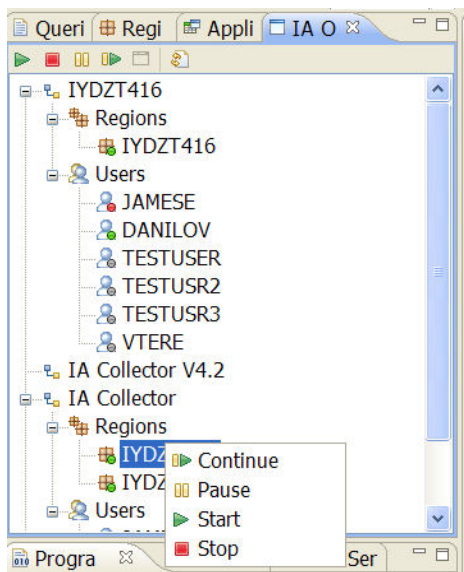 Queri Regi Appli IA O
IYDZT416
Regions
IYDZT416
Users
JAMESE
DANILOV
TESTUSER
TESTUSR2
TESTUSR3
VTERE
IA Collector V4.2
IA Collector
Regions
IYDZ
Continue
IYDZ
Pause
Start
Users
Stop
Progra Ser